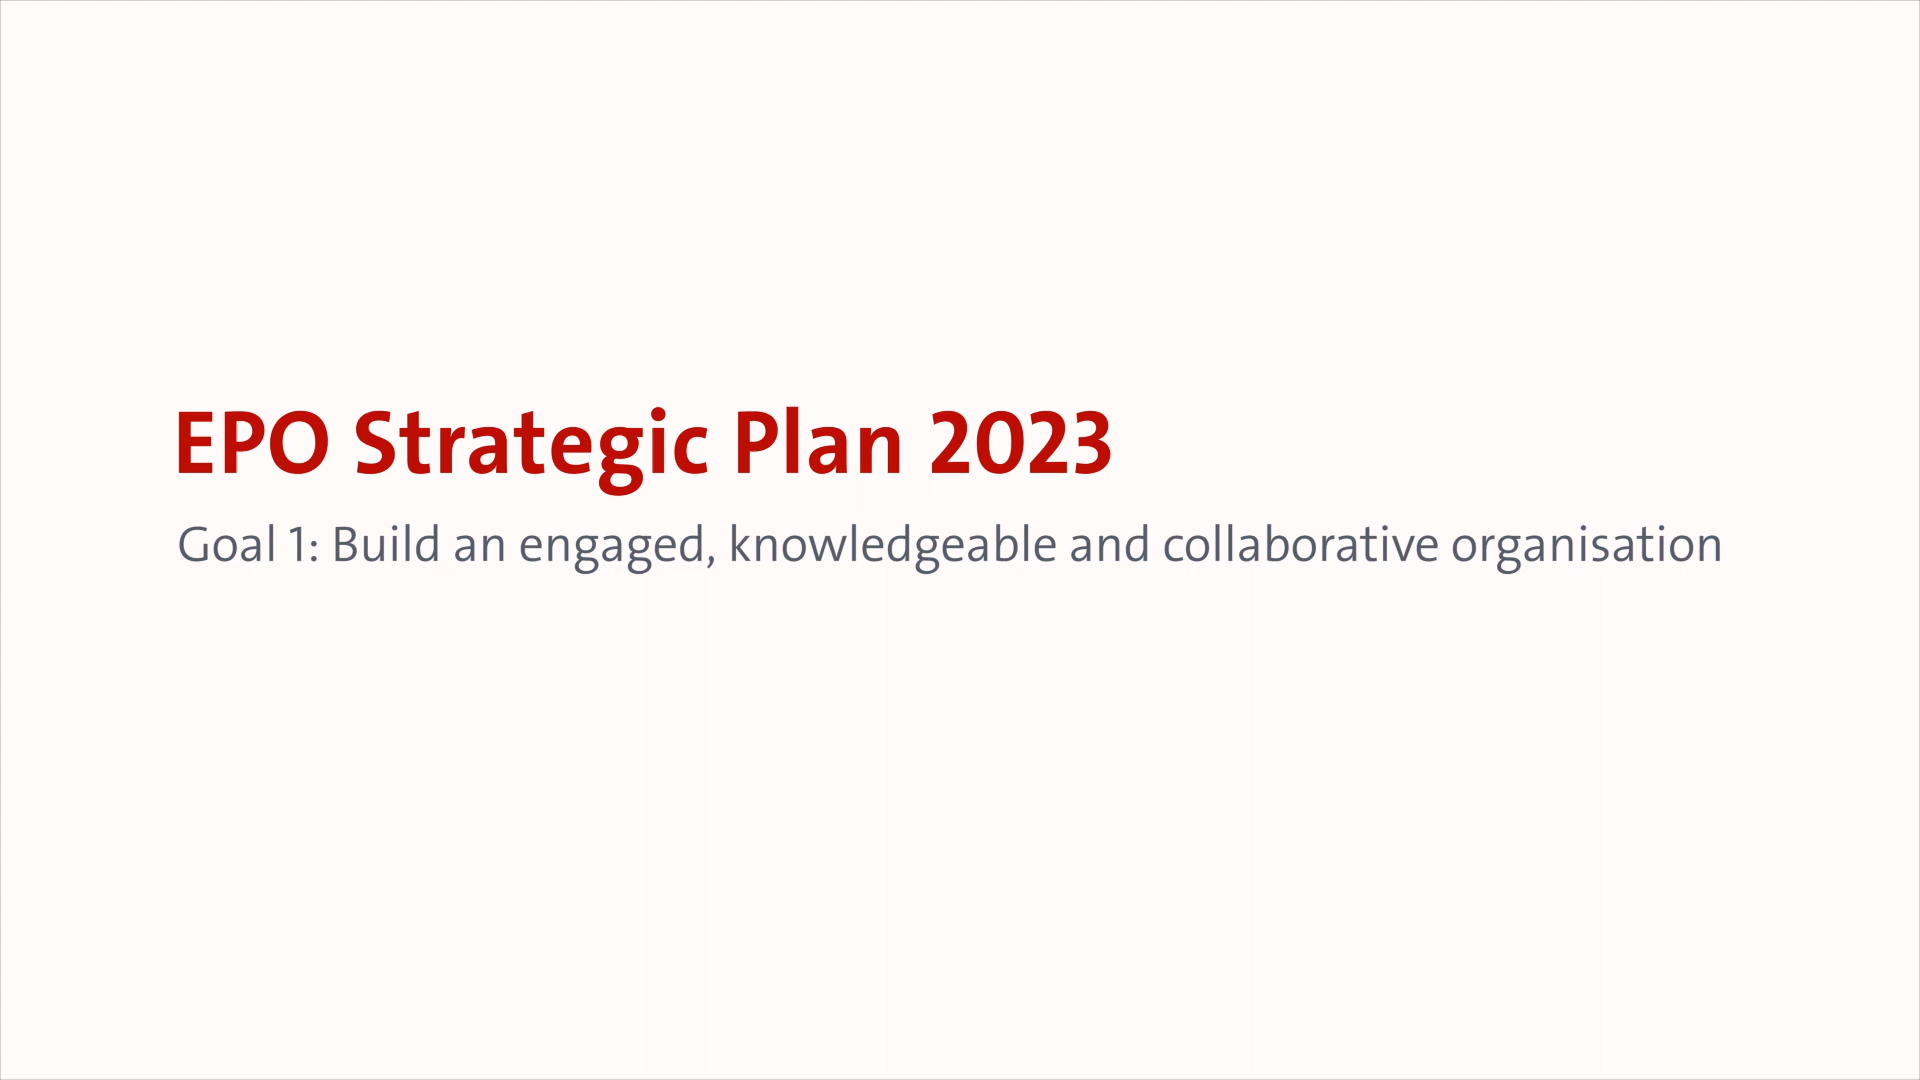 EPO Strategic Plan 2023
Goal 1: Build an engaged, knowledgeable and collaborative organisation